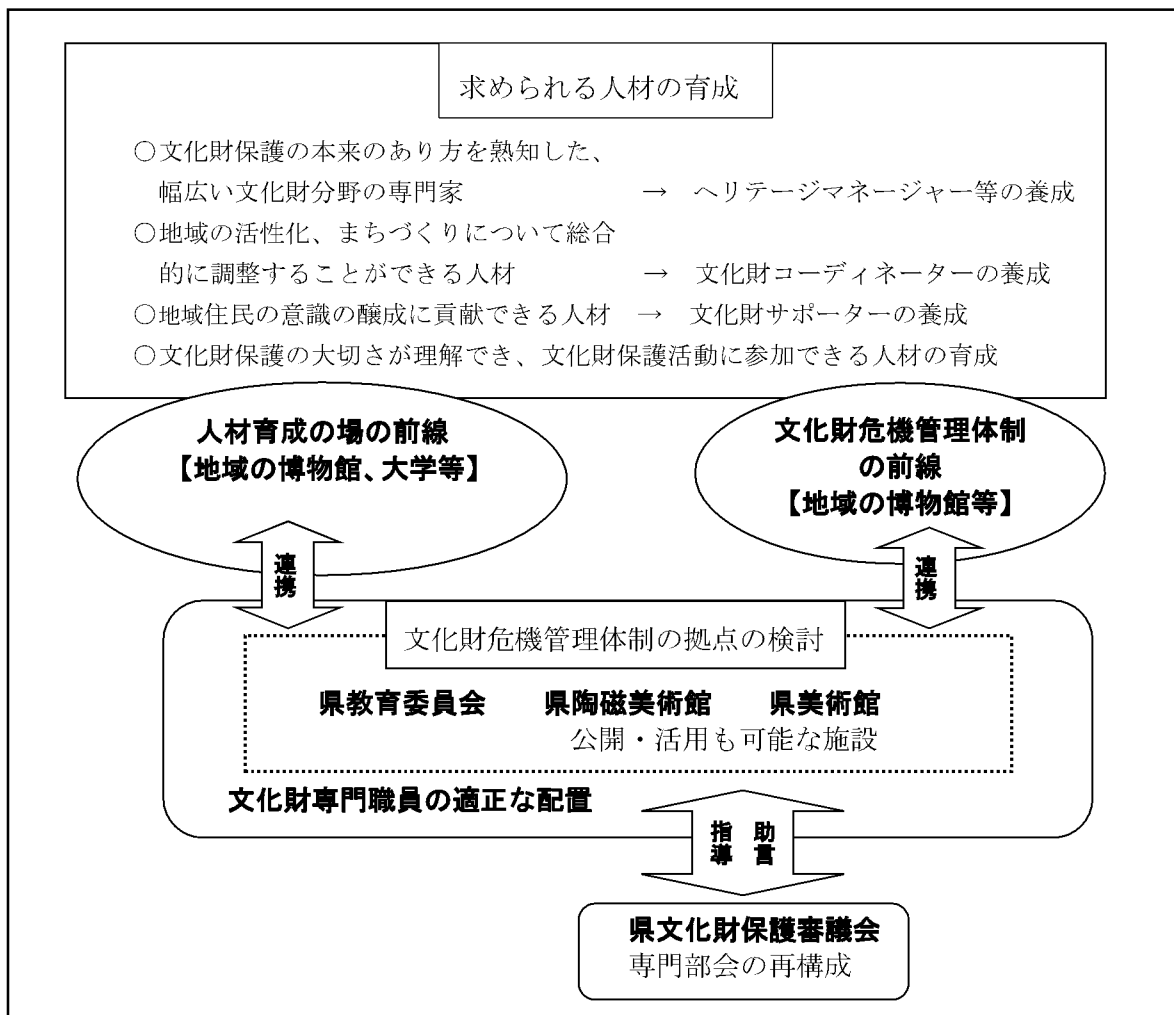 求められる人材の育成
○文化財保護の本来のあり方を熟知した、
幅広い文化財分野の専門家 → ヘリテージマネージャー等の養成
○地域の活性化、まちづくりについて総合
的に調整することができる人材 → 文化財コーディネーターの養成
○地域住民の意識の醸成に貢献できる人材 → 文化財サポーターの養成
○文化財保護の大切さが理解でき、文化財保護活動に参加できる人材の育成
人材育成の場の前線
【地域の博物館、大学等】
文化財危機管理体制
の前線
【地域の博物館等】
連携
連携
文化財危機管理体制の拠点の検討
県教育委員会 県陶磁美術館 県美術館
公開・活用も可能な施設
文化財専門職員の適正な配置
指導 助言
県文化財保護審議会
専門部会の再構成